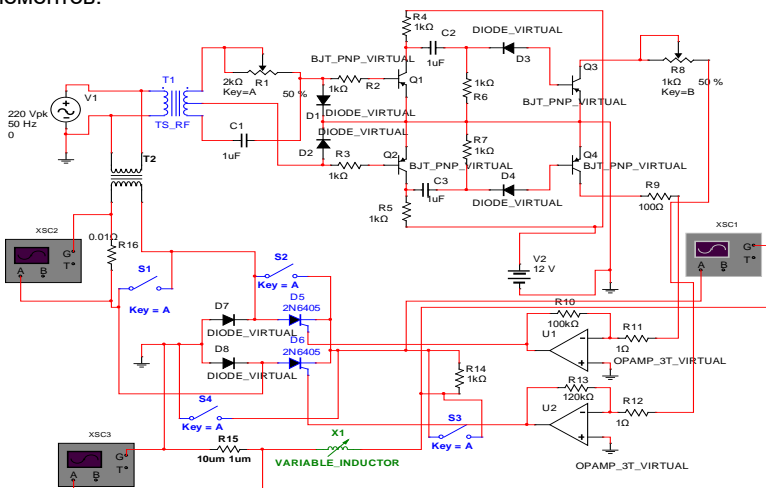 R4
1kΩ
C2
1uF
DIODE_VIRTUAL
D3
BJT_PNP_VIRTUAL
Q1
Q3
T1
TS_RF
2kΩ
R1
Key=A
50 %
1kΩ
R2
1kΩ
R6
R8
1kΩ
Key=B
50 %
BJT_PNP_VIRTUAL
V1
220 Vpk
50 Hz
0
D1
DIODE_VIRTUAL
DIODE_VIRTUAL
D2
C1
1uF
R7
1kΩ
Q2
BJT_PNP_VIRTUAL
Q4
BJT_PNP_VIRTUAL
R3
1kΩ
T2
C3
1uF
D4
DIODE_VIRTUAL
R5
1kΩ
R9
100Ω
XSC2
G
T
A
B
0.01Ω
R16
XSC1
G
T
A
B
V2
12 V
S1
Key = A
S2
Key = A
D5
2N6405
D7
DIODE_VIRTUAL
D6
2N6405
D8
DIODE_VIRTUAL
R10
100kΩ
U1
R11
1Ω
OPAMP_3T_VIRTUAL
R14
1kΩ
R13
120kΩ
U2
R12
1Ω
OPAMP_3T_VIRTUAL
S4
Key = A
S3
Key = A
XSC3
G
T
A
B
R15
10um 1um
X1
VARIABLE_INDUCTOR